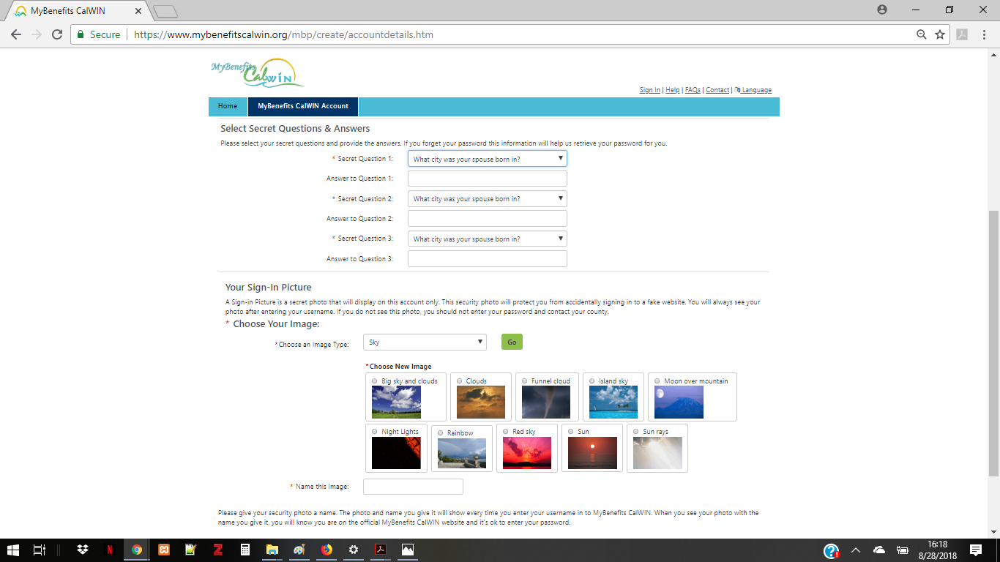 MyBenefits CalWIN
Secure
https://www.mybenefitscalwin.org/mbp/create/accountdetails.htm
MyBenefits
CalWIN
Sign In | Help | FAQs | Contact | Language
Home
MyBenefits CalWIN Account
Select Secret Questions & Answers
Please select your secret questions and provide the answers. If you forget your password this information will help us retrieve your password for you.
* Secret Question 1: What city was your spouse born in?
Answer to Question 1:
* Secret Question 2: What city was your spouse born in?
Answer to Question 2:
* Secret Question 3: What city was your spouse born in?
Answer to Question 3:
Your Sign-In Picture
A Sign-in Picture is a secret photo that will display on this account only. This security photo will protect you from accidentally signing in to a fake website. You will always see your
photo after entering your username. If you do not see this photo, you should not enter your password and contact your county.
* Choose Your Image:
*Choose an Image Type: Sky Go
*Choose New Image
Big sky and clouds Clouds Funnel cloud Island sky Moon over mountain
Night Lights Rainbow Red sky Sun Sun rays
* Name this Image:
Please give your security photo a name. The photo and name you give it will show every time you enter your username in to MyBenefits CalWIN. When you see your photo with the
name you give it, you will know you are on the official MyBenefits CalWIN website and it's ok to enter your password.
16:18
8/28/2018